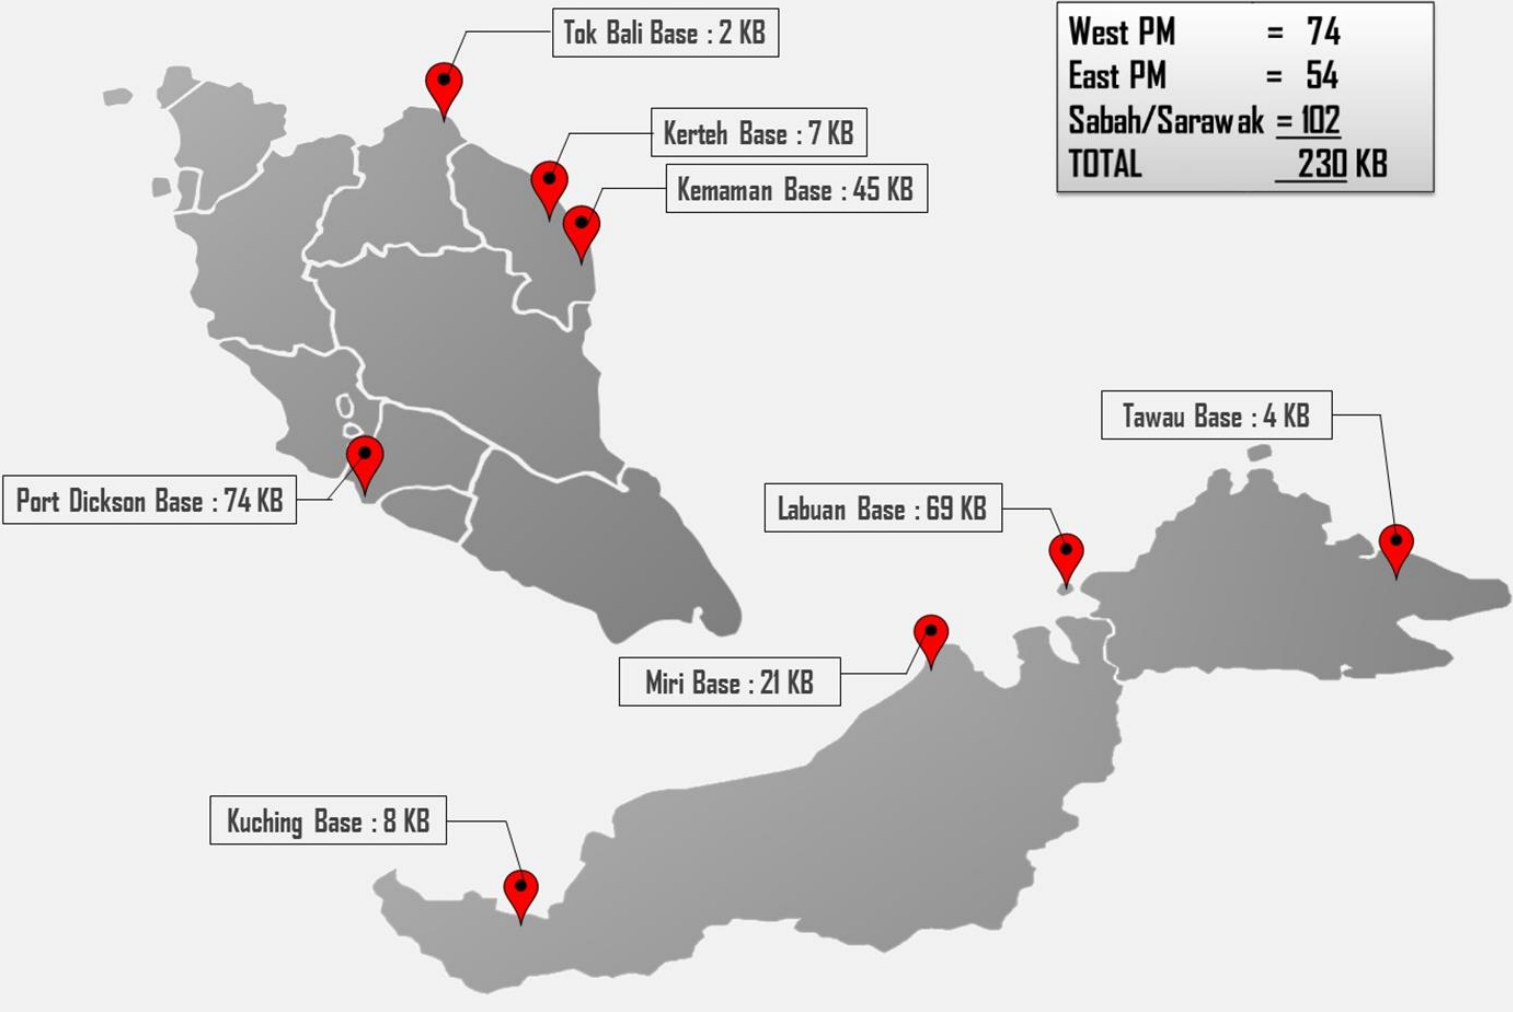 Tok Bali Base : 2 KB
West PM = 74
East PM = 54
Sabah/Sarawak = 102
TOTAL 230 KB
Kerteh Base : 7 KB
Kemaman Base : 45 KB
Tawau Base : 4 KB
Port Dickson Base : 74 KB
Labuan Base : 69 KB
Miri Base : 21 KB
Kuching Base : 8 KB